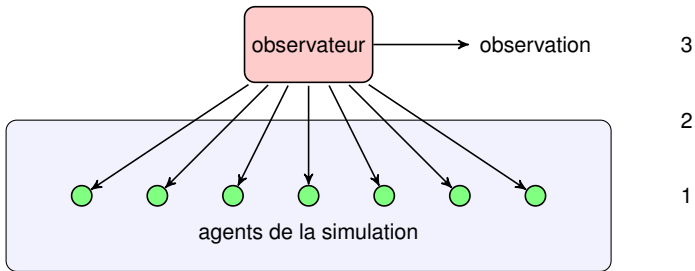 observateur observation 3
2
1
agents de la simulation